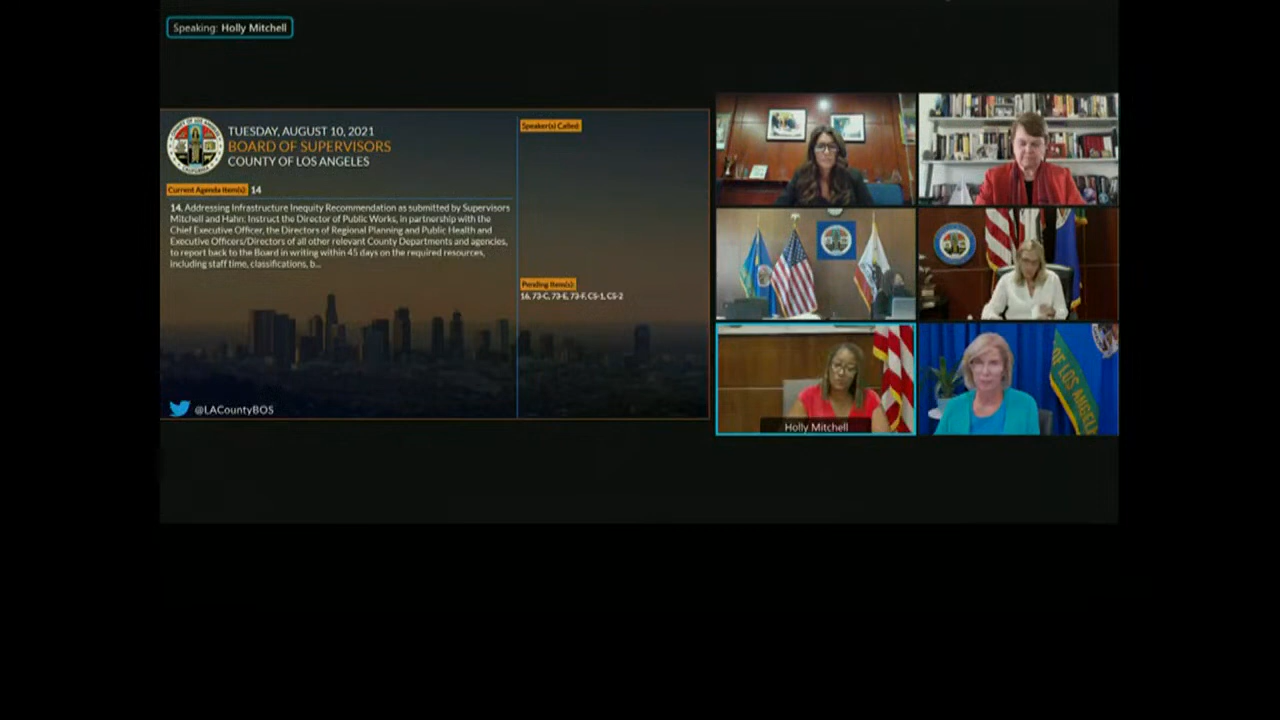 Speaking: Holly Mitchell
TUESDAY, AUGUST 10, 2021
BOARD OF SUPERVISORS
COUNTY OF LOS ANGELES
Current Agenda Item(s): 14
14. Addressing Infrastructure Inequity Recommendation as submitted by Supervisors
Mitchell and Hahn: Instruct the Director of Public Works, in partnership with the
Chief Executive Officer, the Directors of Regional Planning and Public Health and
Executive Officers/Directors of all other relevant County Departments and agencies,
to report back to the Board in writing within 45 days on the required resources,
including staff time, classifications, b...
@LACountyBOS
Speaker(s) Called:
Pending Item(s):
16, 73-C, 73-E, 73-F, CS-1, CS-2
Holly Mitchell
OF LOS ANGELES